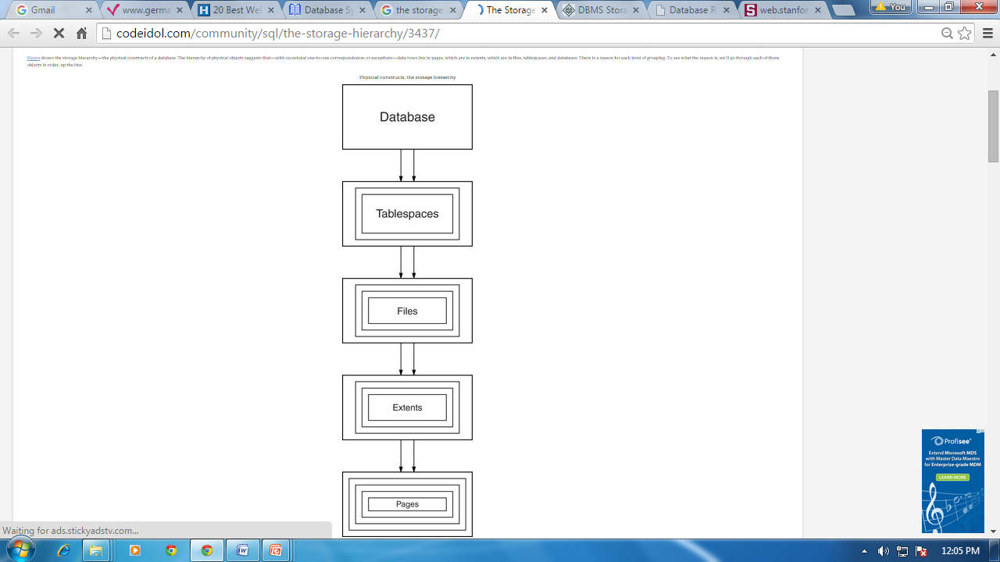 Gmail
www.germa
20 Best Wel
Database Sy
the storage
The Storage
DBMS Stora
Database R
web.stanfor
You
codeidol.com/community/sql/the-storage-hierarchy/3437/
Figure shows the storage hierarchy—the physical constructs of a database. The hierarchy of physical objects suggests that—with occasional one-to-one correspondences or exceptions—data rows live in pages, which are in extents, which are in files, tablespaces, and databases. There is a reason for each level of grouping. To see what the reason is, we'll go through each of those
objects in order, up the line.
Physical constructs; the storage hierarchy
Database
Tablespaces
Files
Extents
Pages
Profisee
Extend Microsoft MDS
with Master Data Maestro
for Enterprise-grade MDM
LEARN MORE
Waiting for ads.stickyadstv.com...
12:05 PM